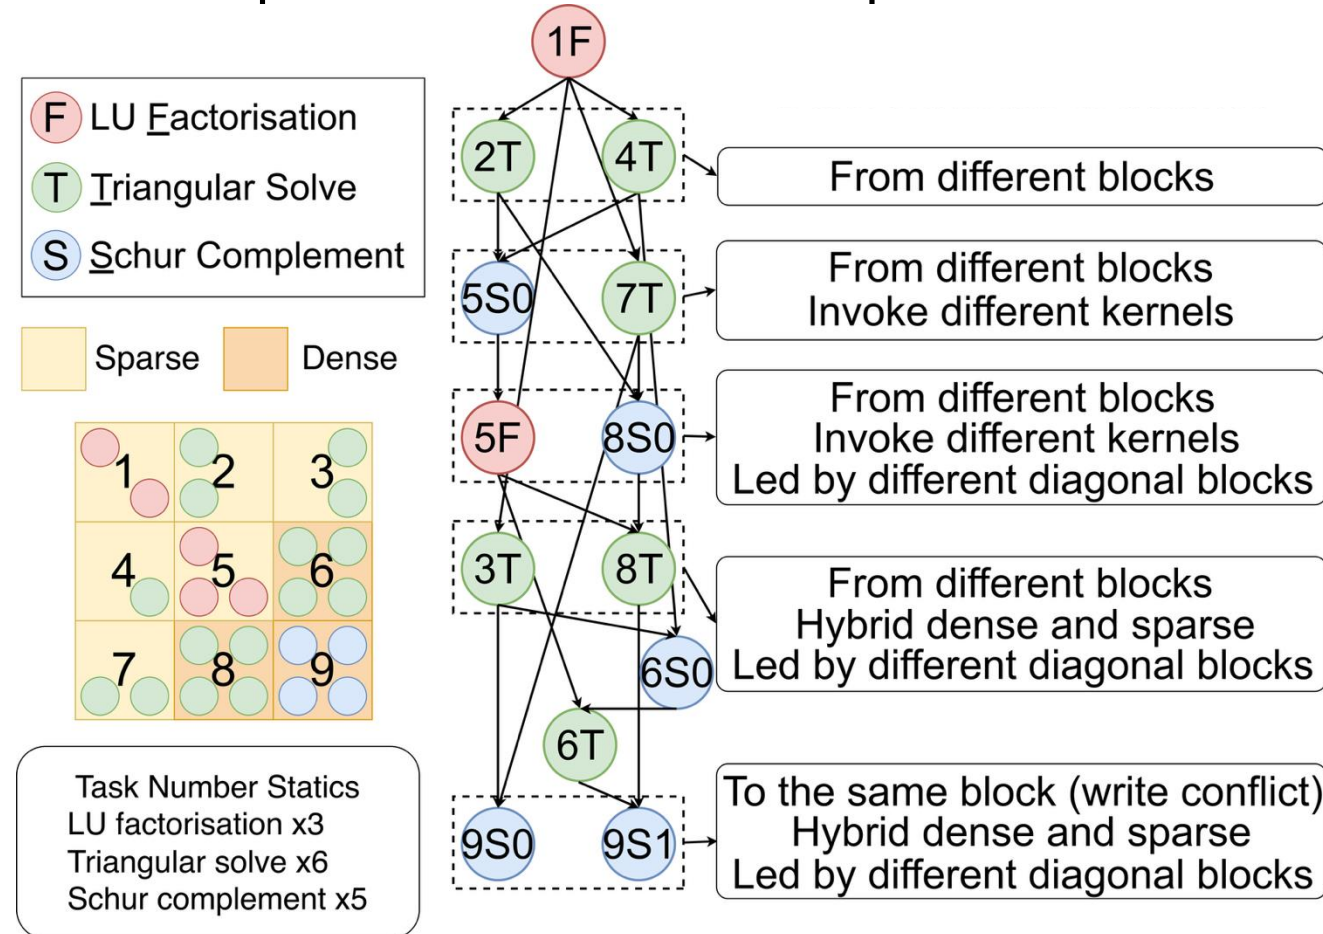 1F
F LU Factorisation
T Triangular Solve
S Schur Complement
Sparse
Dense
1
2
3
4
5
6
7
8
9
Task Number Statics
LU factorisation x3
Triangular solve x6
Schur complement x5
2T
4T
From different blocks
5S0
7T
From different blocks
Invoke different kernels
5F
8S0
From different blocks
Invoke different kernels
Led by different diagonal blocks
3T
8T
From different blocks
Hybrid dense and sparse
Led by different diagonal blocks
6S0
6T
9S0
9S1
To the same block (write conflict)
Hybrid dense and sparse
Led by different diagonal blocks